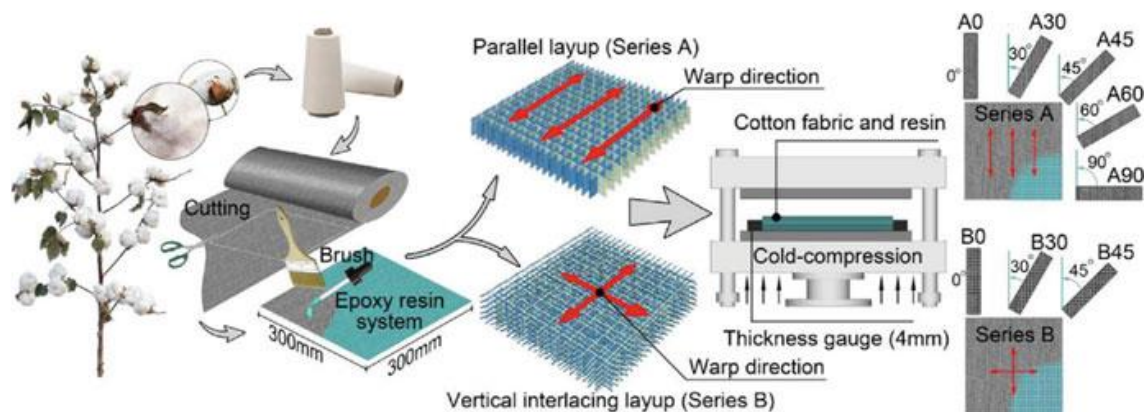 Parallel layup (Series A)
Warp direction
Cutting
Brush
Epoxy resin
system
300mm
300mm
Vertical interlacing layup (Series B)
Warp direction
Cotton fabric and resin
Cold-compression
Thickness gauge (4mm)
A0
A30
A45
A60
A90
0°
30°
45°
60°
90°
Series A
B0
B30
B45
0°
30°
45°
Series B